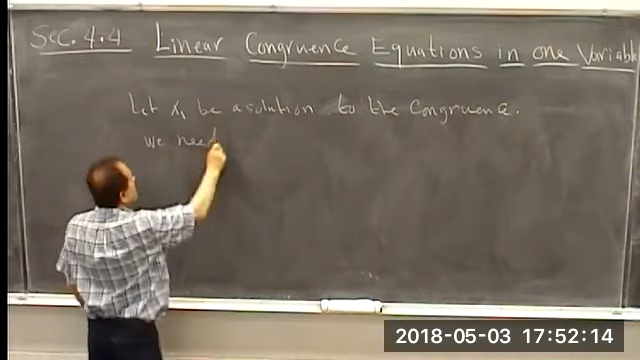 Sec. 4.4 Linear Congruence Equations in one Variable
Let x₁ be a solution to the congruence.
we need
2018-05-03 17:52:14